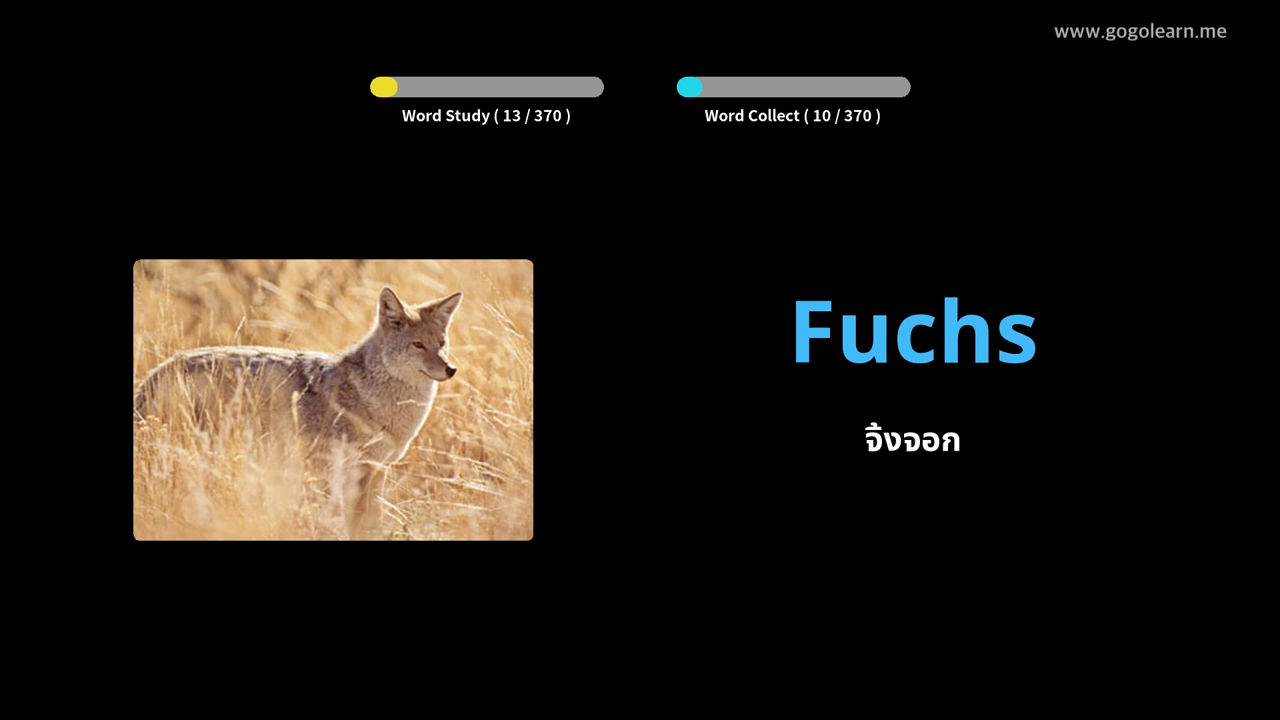 www.gogolearn.me
Word Study ( 13 / 370 )
Word Collect ( 10 / 370 )
Fuchs
จิ้งจอก